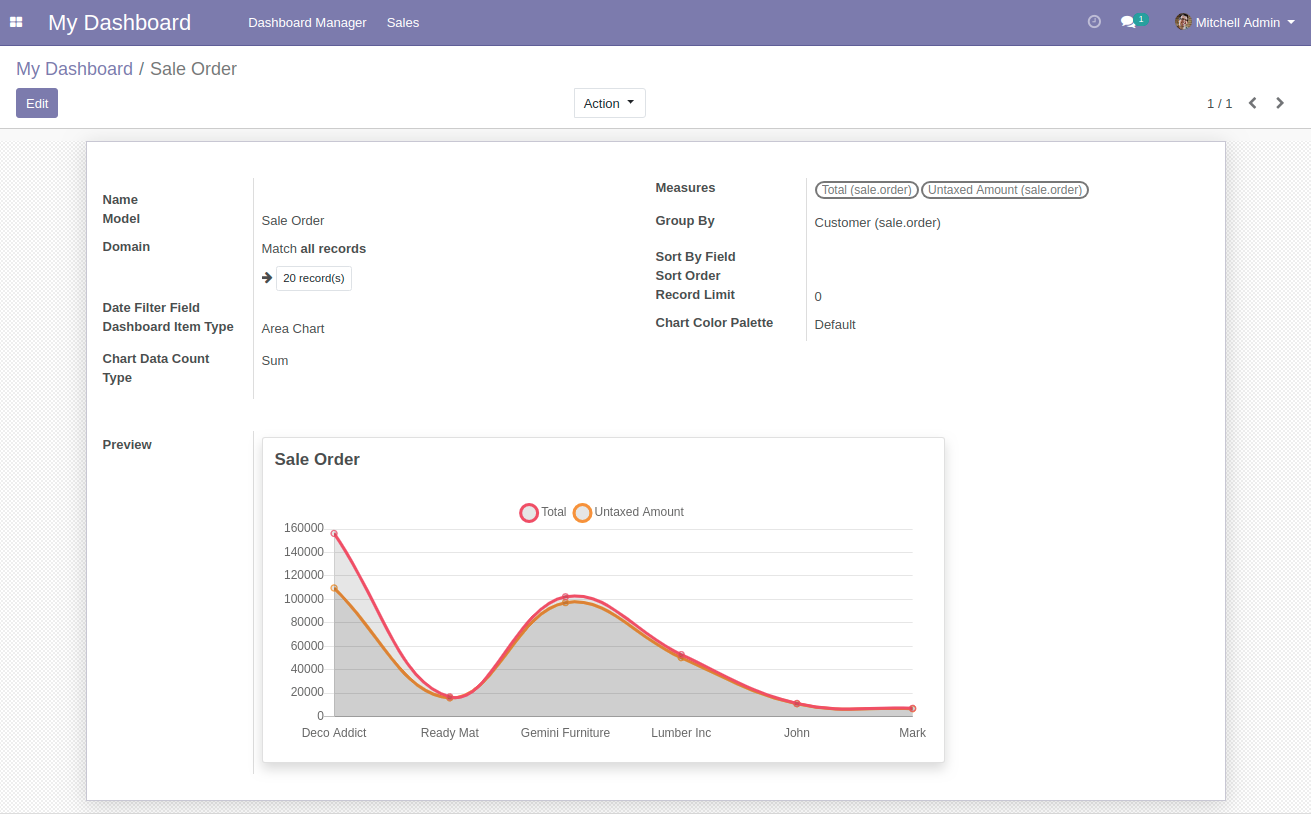 My Dashboard
Dashboard Manager
Sales
1
Mitchell Admin
My Dashboard / Sale Order
Edit
Action
1 / 1
Name
Model
Sale Order
Domain
Match all records
20 record(s)
Date Filter Field
Dashboard Item Type
Area Chart
Chart Data Count
Type
Sum
Measures
Total (sale.order)
Untaxed Amount (sale.order)
Group By
Customer (sale.order)
Sort By Field
Sort Order
Record Limit
0
Chart Color Palette
Default
Preview
Sale Order
Total
Untaxed Amount
160000
140000
120000
100000
80000
60000
40000
20000
0
Deco Addict
Ready Mat
Gemini Furniture
Lumber Inc
John
Mark